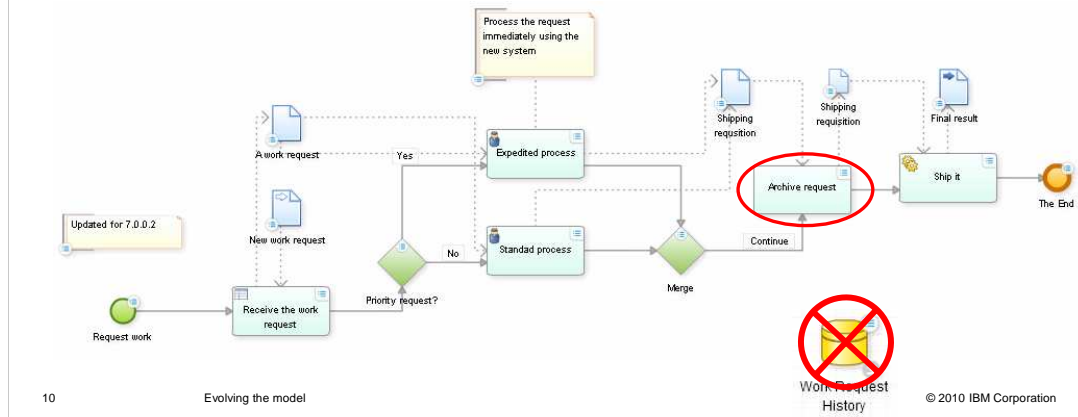 Process the request
immediately using the
new system
A work request
Yes
Expedited process
Shipping
requsition
Shipping
requisition
Final result
Archive request
Ship it
The End
Updated for 7.0.0.2
New work request
No
Standad process
Continue
Priority request?
Merge
Receive the work
request
Request work
Work Request
History
10
Evolving the model
© 2010 IBM Corporation